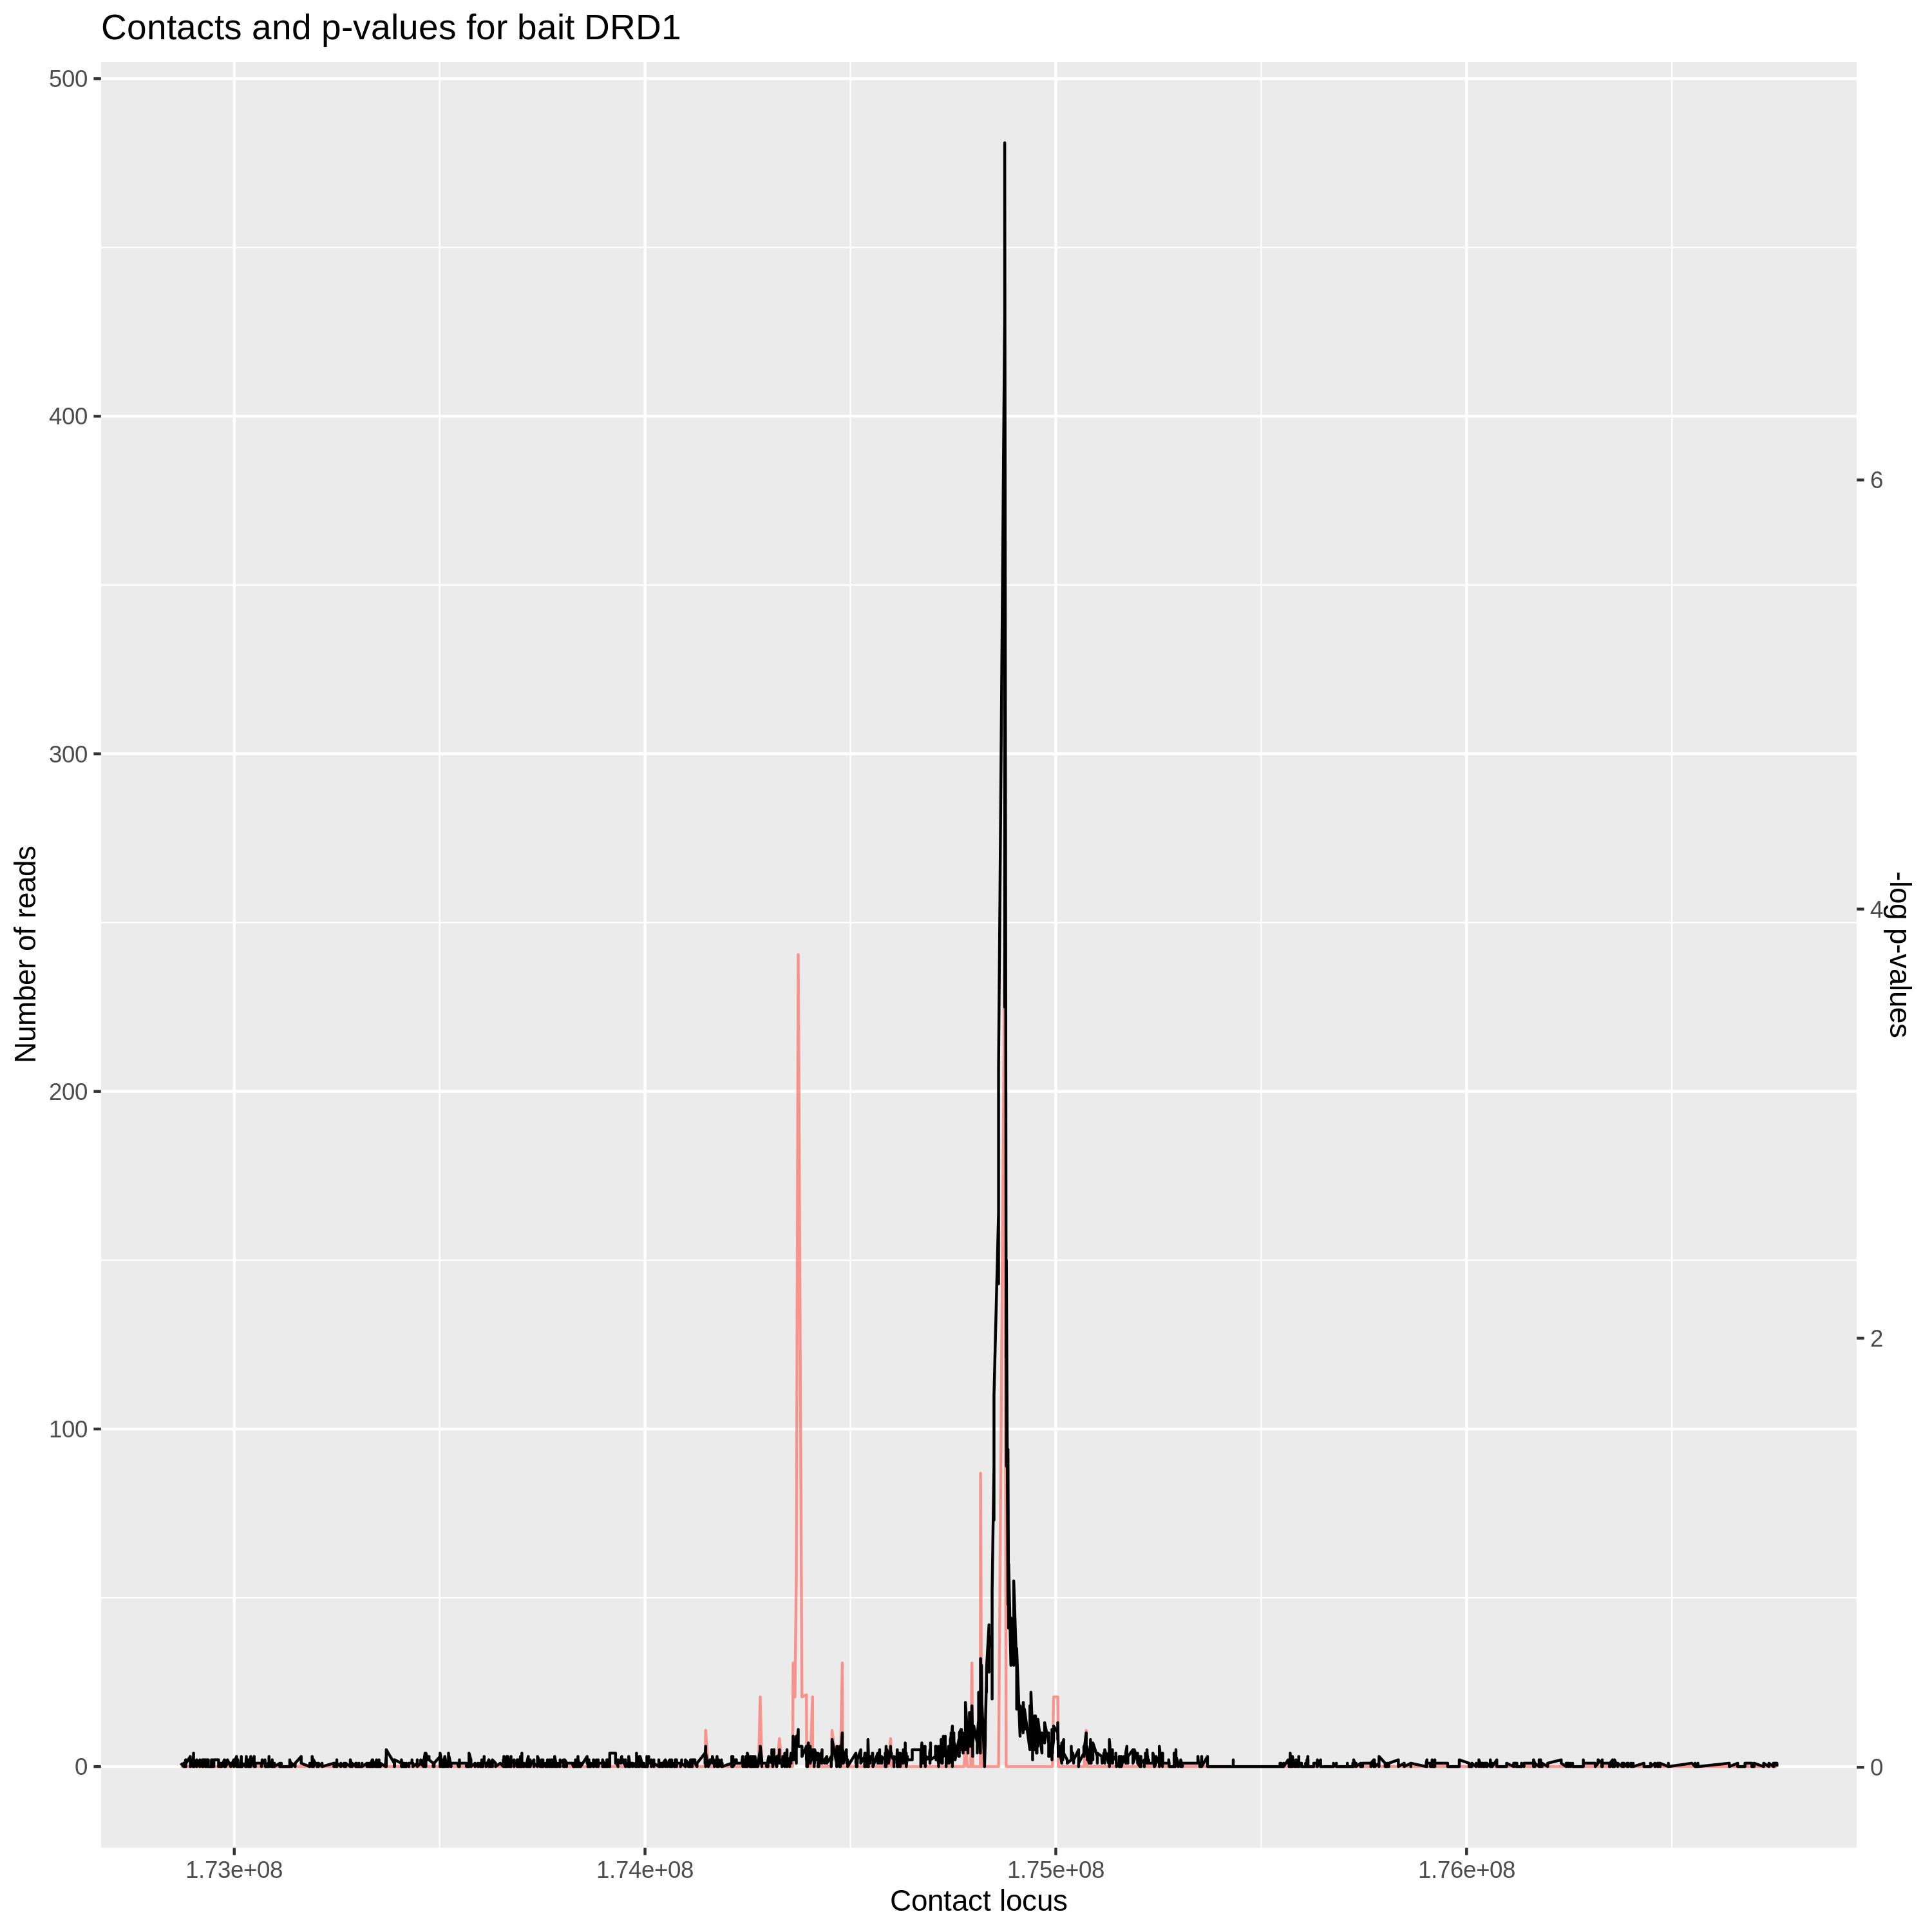 Contacts and p-values for bait DRD1
500
400
300
200
100
0
Number of reads
6
4
2
0
-log p-values
1.73e+08
1.74e+08
1.75e+08
1.76e+08
Contact locus